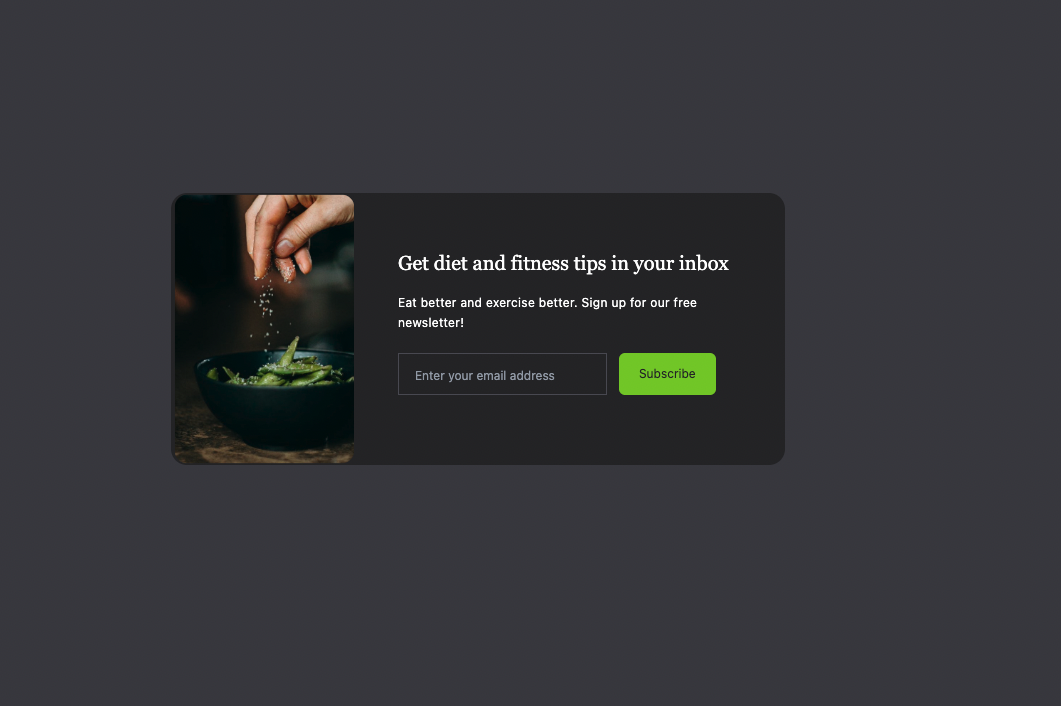 Get diet and fitness tips in your inbox
Eat better and exercise better. Sign up for our free
newsletter!
Enter your email address
Subscribe